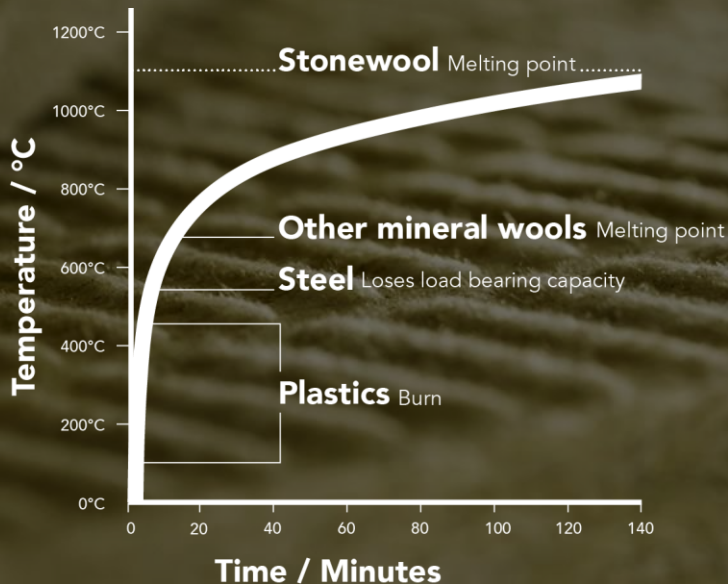 1200°C
Stonewool Melting point
1000°C
800°C
Other mineral wools Melting point
600°C
Steel Loses load bearing capacity
400°C
Plastics Burn
200°C
0°C
0 20 40 60 80 100 120 140
Temperature / °C
Time / Minutes